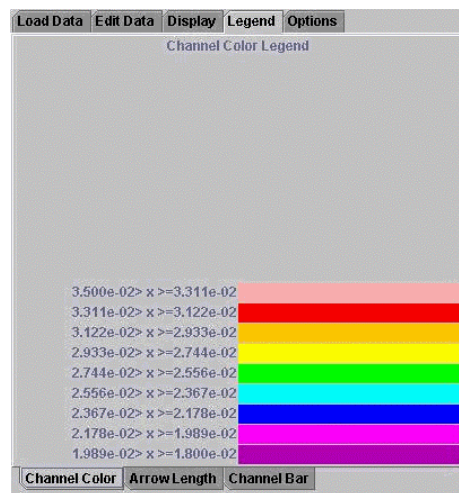 Load Data Edit Data Display Legend Options
Channel Color Legend
3.500e-02> x >=3.311e-02
3.311e-02> x >=3.122e-02
3.122e-02> x >=2.933e-02
2.933e-02> x >=2.744e-02
2.744e-02> x >=2.556e-02
2.556e-02> x >=2.367e-02
2.367e-02> x >=2.178e-02
2.178e-02> x >=1.989e-02
1.989e-02> x >=1.800e-02
Channel Color Arrow Length Channel Bar